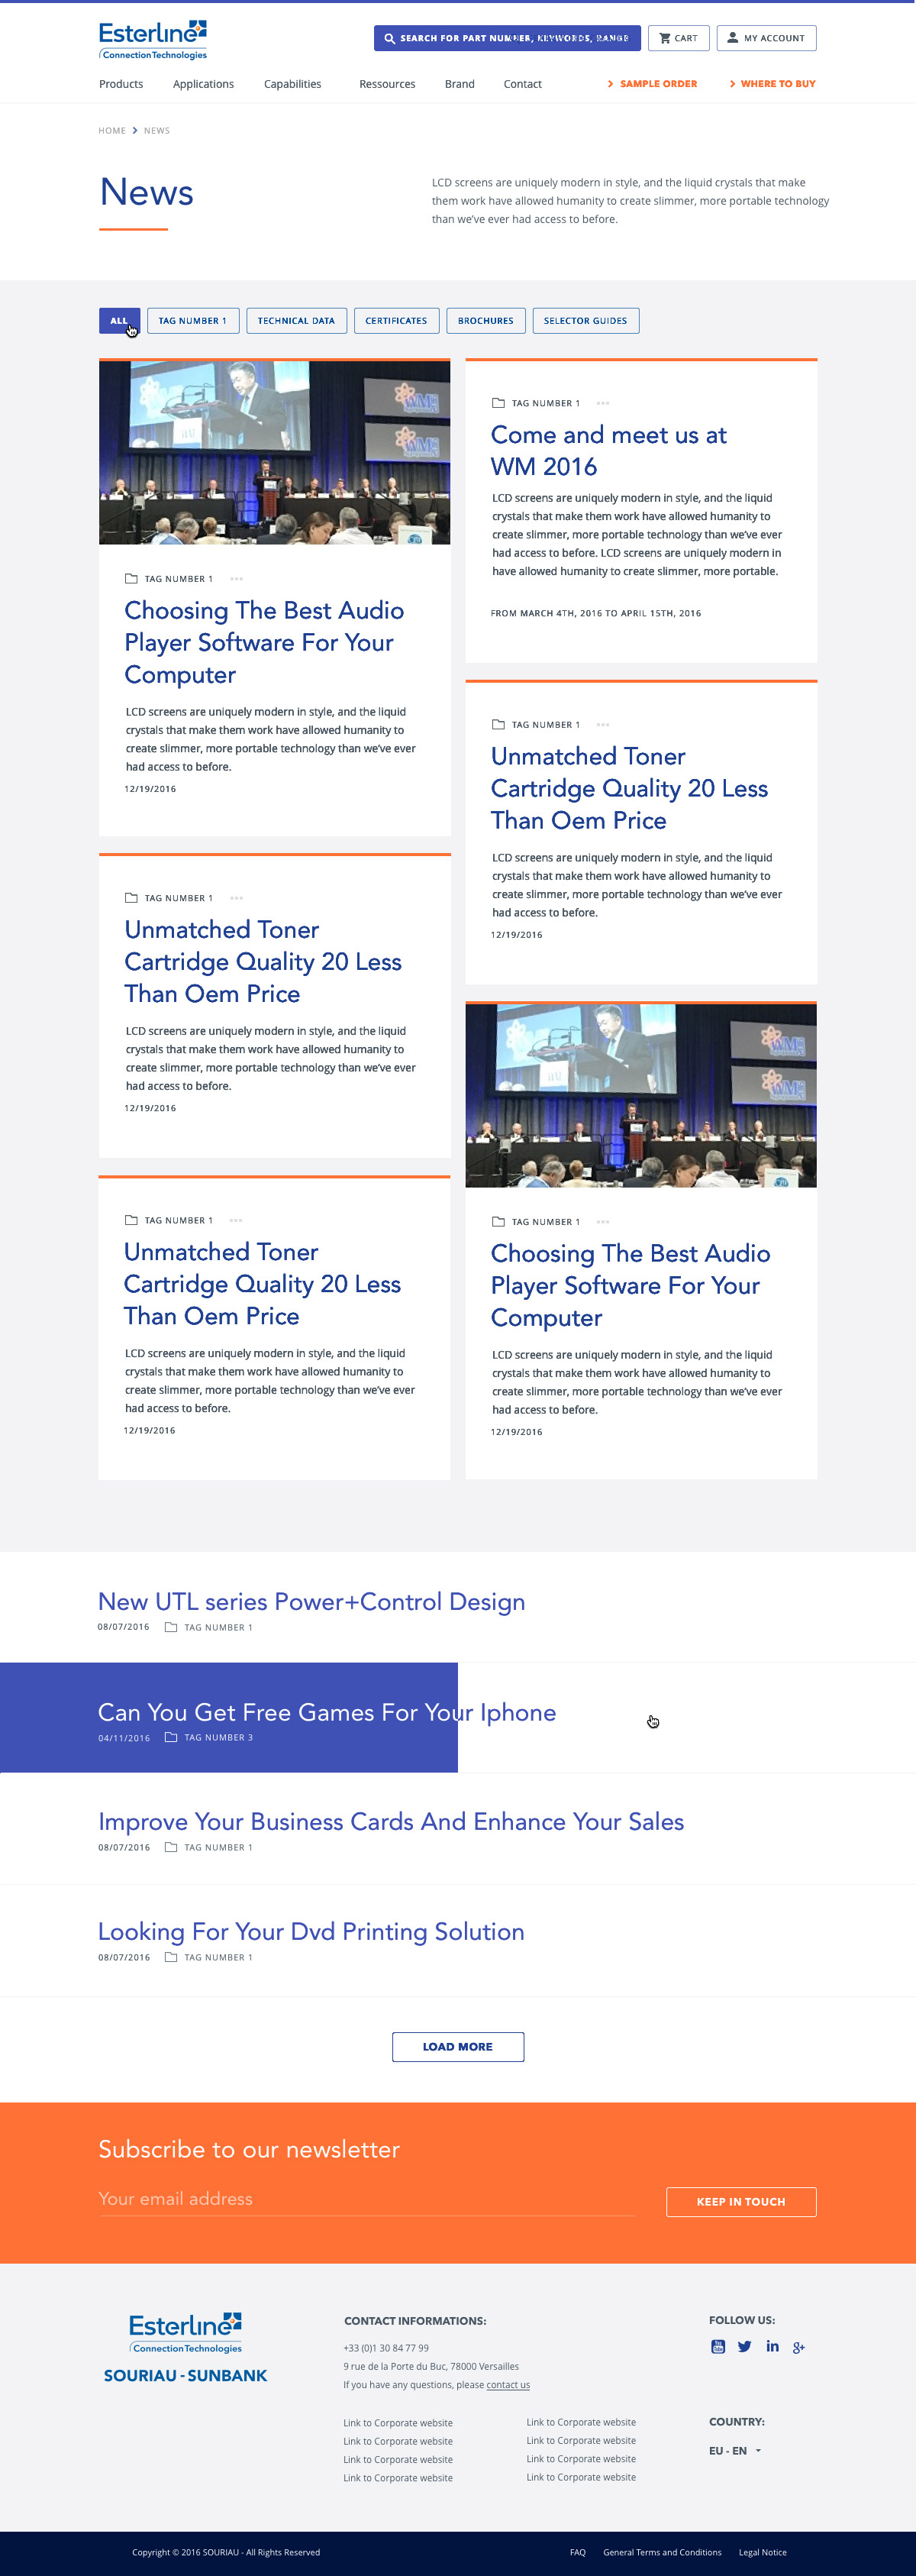 Esterline
Connection Technologies
SEARCH FOR PART NUMBER, KEYWORDS, RANGE
CART
MY ACCOUNT
Products Applications Capabilities Ressources Brand Contact
SAMPLE ORDER
WHERE TO BUY
HOME NEWS
News
LCD screens are uniquely modern in style, and the liquid crystals that make
them work have allowed humanity to create slimmer, more portable technology
than we've ever had access to before.
ALL TAG NUMBER 1 TECHNICAL DATA CERTIFICATES BROCHURES SELECTOR GUIDES
TAG NUMBER 1
Choosing The Best Audio
Player Software For Your
Computer
LCD screens are uniquely modern in style, and the liquid
crystals that make them work have allowed humanity to
create slimmer, more portable technology than we've ever
had access to before.
12/19/2016
TAG NUMBER 1
Unmatched Toner
Cartridge Quality 20 Less
Than Oem Price
LCD screens are uniquely modern in style, and the liquid
crystals that make them work have allowed humanity to
create slimmer, more portable technology than we've ever
had access to before.
12/19/2016
TAG NUMBER 1
Unmatched Toner
Cartridge Quality 20 Less
Than Oem Price
LCD screens are uniquely modern in style, and the liquid
crystals that make them work have allowed humanity to
create slimmer, more portable technology than we've ever
had access to before.
12/19/2016
TAG NUMBER 1
Come and meet us at
WM 2016
LCD screens are uniquely modern in style, and the liquid
crystals that make them work have allowed humanity to
create slimmer, more portable technology than we've ever
had access to before. LCD screens are uniquely modern in
have allowed humanity to create slimmer, more portable.
FROM MARCH 4TH, 2016 TO APRIL 15TH, 2016
TAG NUMBER 1
Unmatched Toner
Cartridge Quality 20 Less
Than Oem Price
LCD screens are uniquely modern in style, and the liquid
crystals that make them work have allowed humanity to
create slimmer, more portable technology than we've ever
had access to before.
12/19/2016
TAG NUMBER 1
Choosing The Best Audio
Player Software For Your
Computer
LCD screens are uniquely modern in style, and the liquid
crystals that make them work have allowed humanity to
create slimmer, more portable technology than we've ever
had access to before.
12/19/2016
New UTL series Power+Control Design
08/07/2016 TAG NUMBER 1
Can You Get Free Games For Your Iphone
04/11/2016 TAG NUMBER 3
Improve Your Business Cards And Enhance Your Sales
08/07/2016 TAG NUMBER 1
Looking For Your Dvd Printing Solution
08/07/2016 TAG NUMBER 1
LOAD MORE
Subscribe to our newsletter
Your email address
KEEP IN TOUCH
Esterline
Connection Technologies
SOURIAU - SUNBANK
CONTACT INFORMATIONS:
+33 (0)1 30 84 77 99
9 rue de la Porte du Buc, 78000 Versailles
If you have any questions, please contact us
Link to Corporate website
Link to Corporate website
Link to Corporate website
Link to Corporate website
Link to Corporate website
Link to Corporate website
Link to Corporate website
Link to Corporate website
FOLLOW US:
COUNTRY:
EU - EN
Copyright © 2016 SOURIAU - All Rights Reserved
FAQ General Terms and Conditions Legal Notice